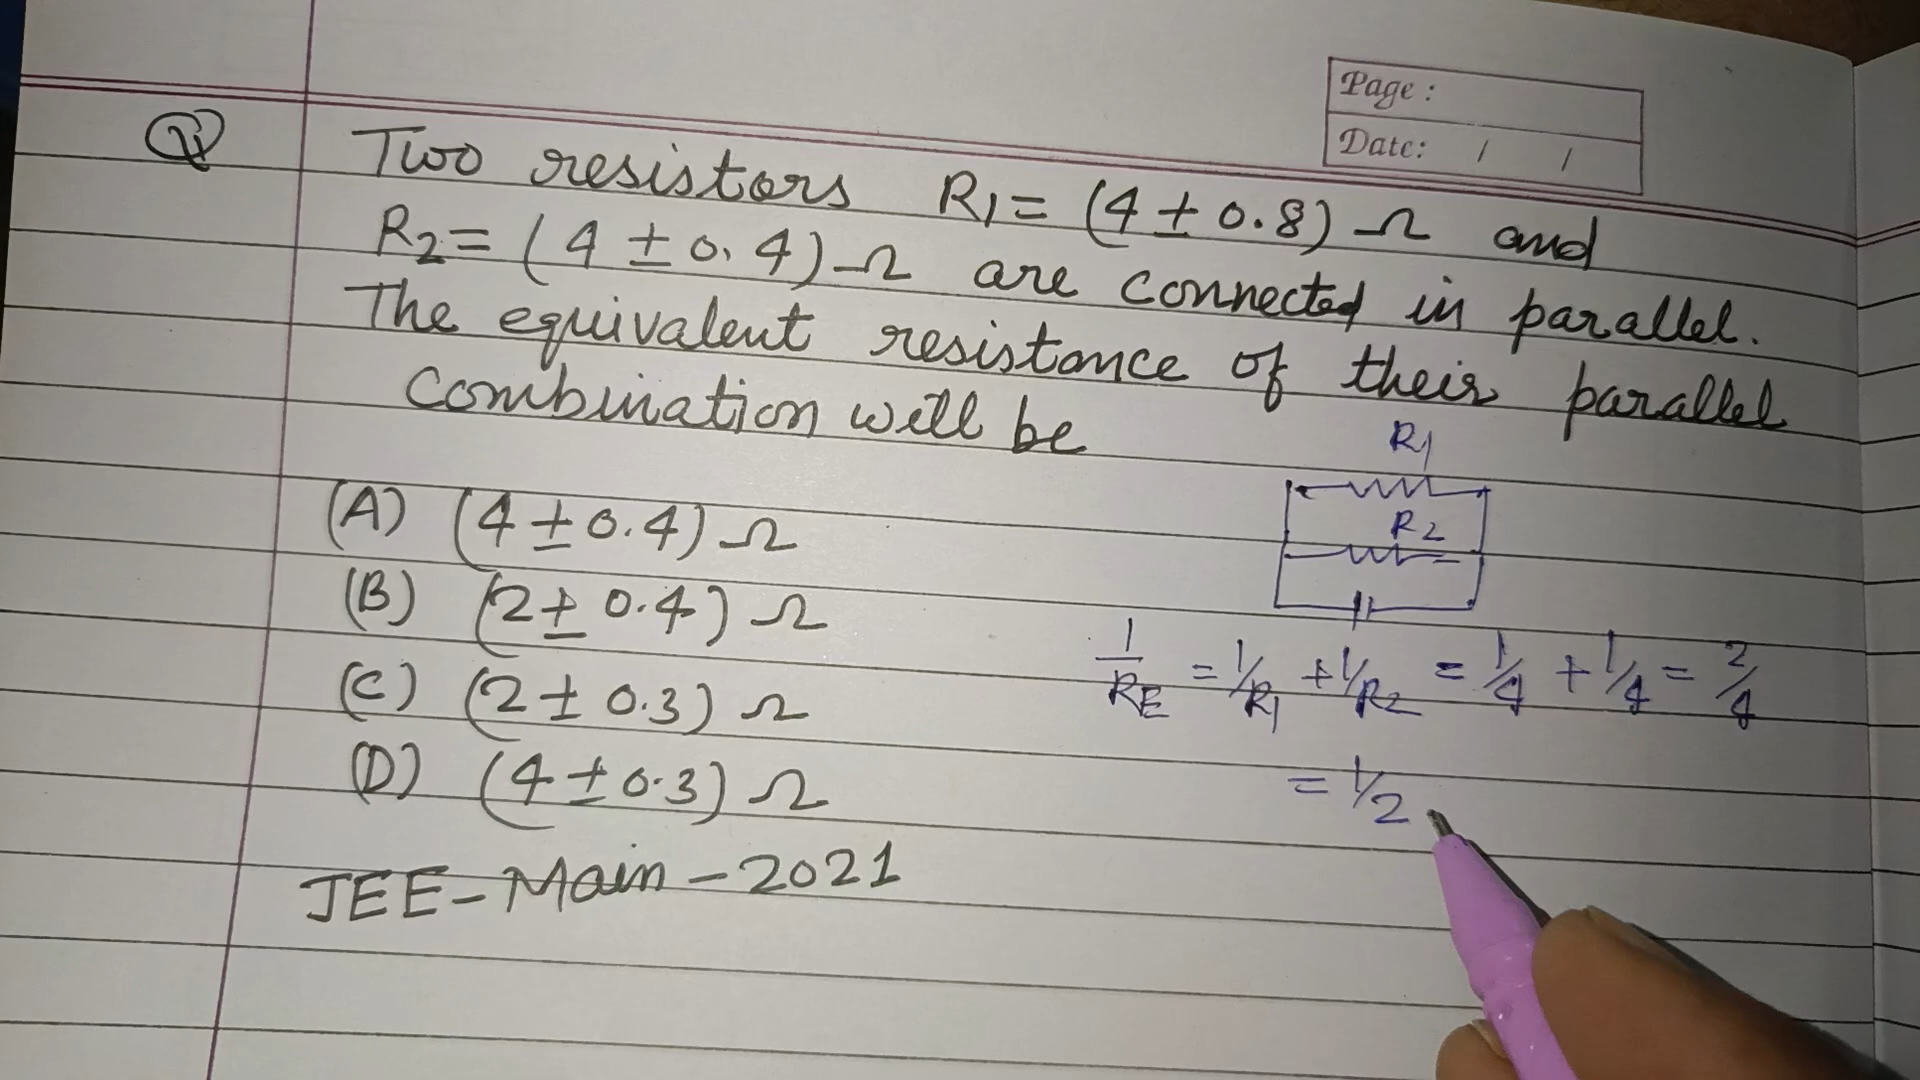 Page :
Date: / /
Q Two resistors R1= (4 ± 0.8) Ω and
R2= (4 ± 0.4) Ω are connected in parallel.
The equivalent resistance of their parallel
Combination will be
R1
(A) (4 ± 0.4) Ω
R2
(B) (2 ± 0.4) Ω
1/RE = 1/R1 + 1/R2 = 1/4 + 1/4 = 2/4
(C) (2 ± 0.3) Ω
= 1/2
(D) (4 ± 0.3) Ω
JEE-Main-2021